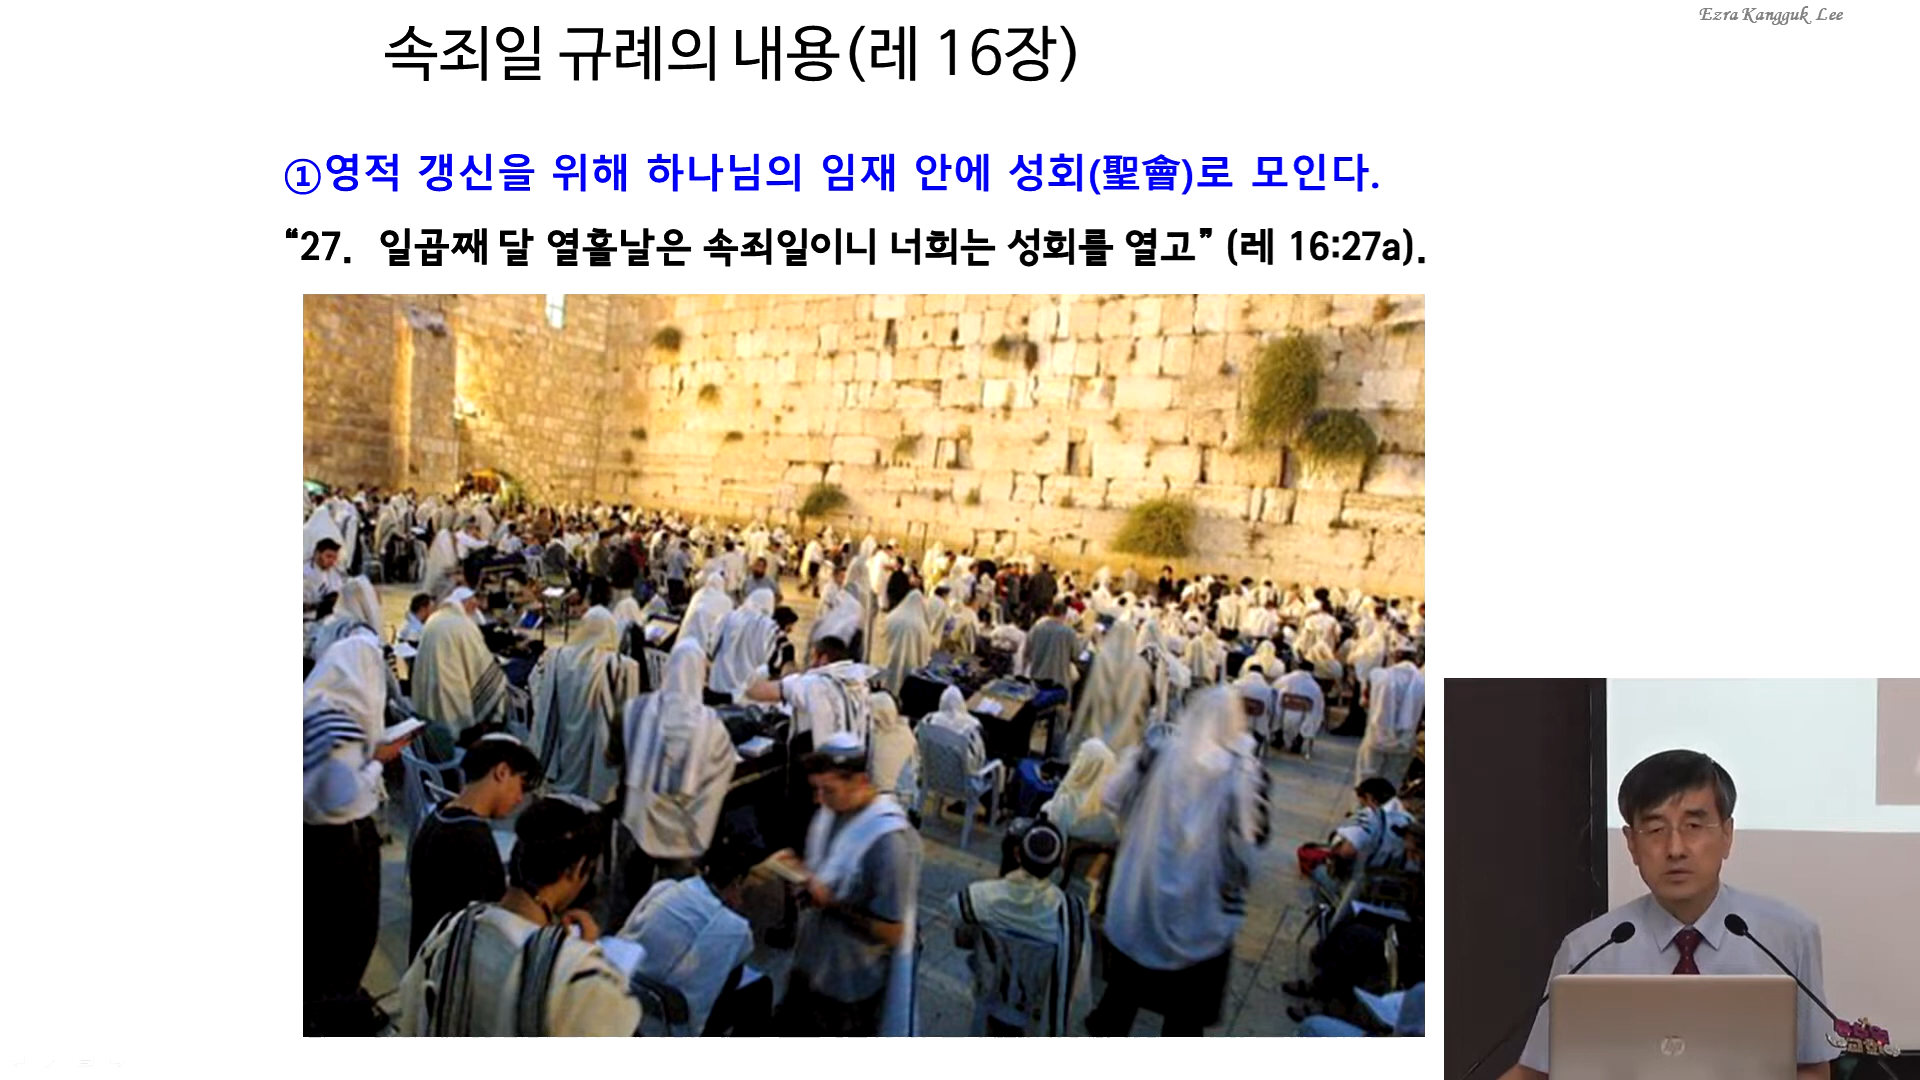 Ezra Kangguk Lee
속죄일 규례의 내용(레 16장)
①영적 갱신을 위해 하나님의 임재 안에 성회(聖會)로 모인다.
“27. 일곱째 달 열흘날은 속죄일이니 너희는 성회를 열고” (레 16:27a).
hp